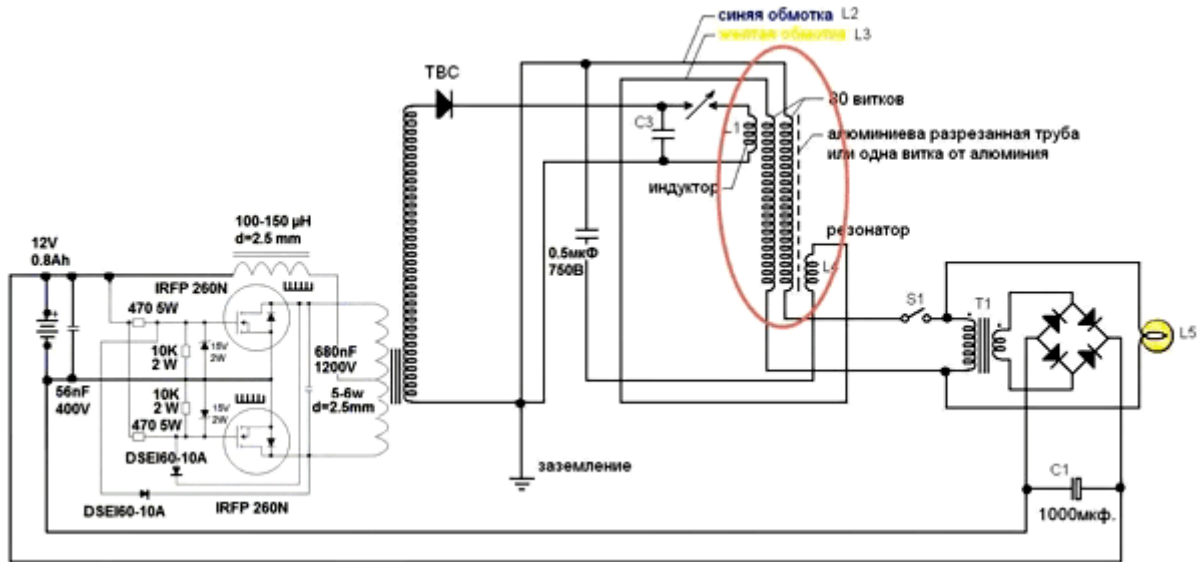 синяя обмотка L2
желтая обмотка L3
ТВС
80 витков
C3
L1
алюминиева разрезанная труба
или одна витка от алюминия
индуктор
100-150 µH
d=2.5 mm
резонатор
12V
0.8Ah
0.5мкФ
750В
L4
IRFP 260N
S1
T1
470 5W
L5
10K
2 W
15V
2W
680nF
1200V
56nF
400V
5-6w
d=2.5mm
10K
2 W
15V
2W
470 5W
DSEI60-10A
заземление
C1
DSEI60-10A
IRFP 260N
1000мкф.